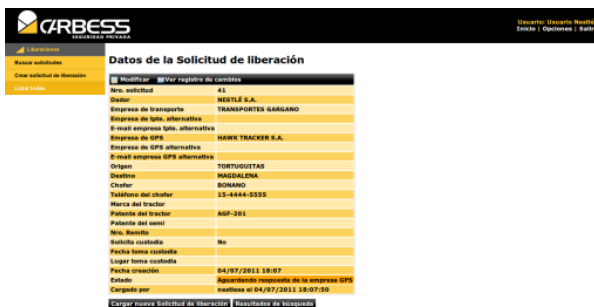 CARBESS
SEGURIDAD PRIVADA
Usuario: Usuario Nestlé
Inicio | Opciones | Salir
Liberaciones
Buscar solicitudes
Crear solicitud de liberación
Listar todas
Datos de la Solicitud de liberación
Modificar Ver registro de cambios
Nro. solicitud 41
Dador NESTLÉ S.A.
Empresa de transporte TRANSPORTES GARGANO
Empresa de tpte. alternativa
E-mail empresa tpte. alternativa
Empresa de GPS HAWK TRACKER S.A.
Empresa de GPS alternativa
E-mail empresa GPS alternativa
Origen TORTUGUITAS
Destino MAGDALENA
Chofer BONANO
Teléfono del chofer 15-4444-5555
Marca del tractor
Patente del tractor AGF-201
Patente del semi
Nro. Remito
Solicita custodia No
Fecha toma custodia
Lugar toma custodia
Fecha creación 04/07/2011 18:07
Estado Aguardando respuesta de la empresa GPS
Cargado por nestlesa el 04/07/2011 18:07:50
Cargar nueva Solicitud de liberación Resultados de búsqueda